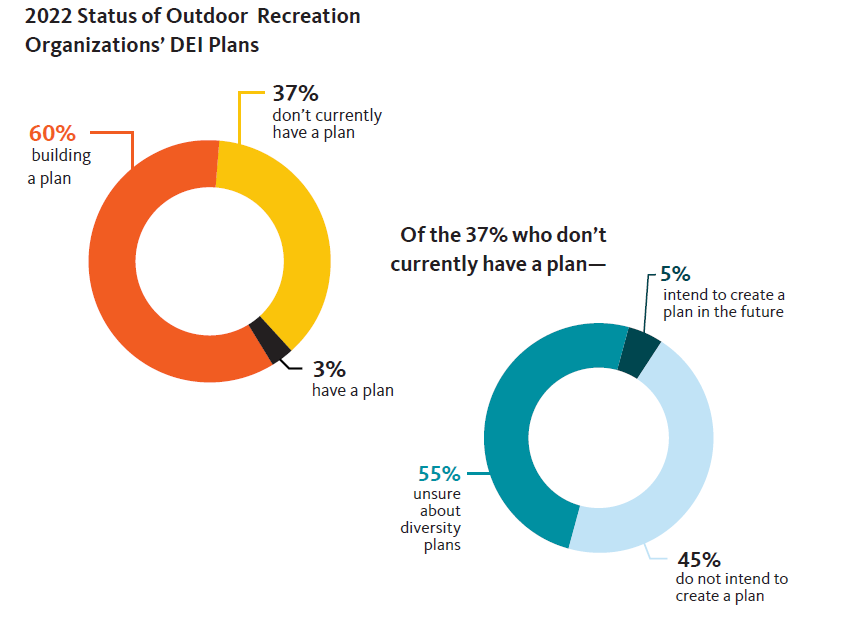 2022 Status of Outdoor Recreation
Organizations’ DEI Plans
37%
don’t currently
have a plan
60%
building
a plan
3%
have a plan
Of the 37% who don’t
currently have a plan—
5%
intend to create a
plan in the future
55%
unsure
about
diversity
plans
45%
do not intend to
create a plan